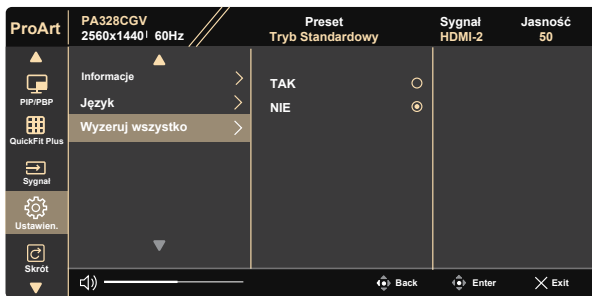 ProArt
PA328CGV
2560x1440 60Hz
Preset
Tryb Standardowy
Sygnał
HDMI-2
Jasność
50
PIP/PBP
QuickFit Plus
Sygnał
Ustawien.
Skrót
Informacje
Język
Wyzeruj wszystko
TAK
NIE
Back
Enter
Exit